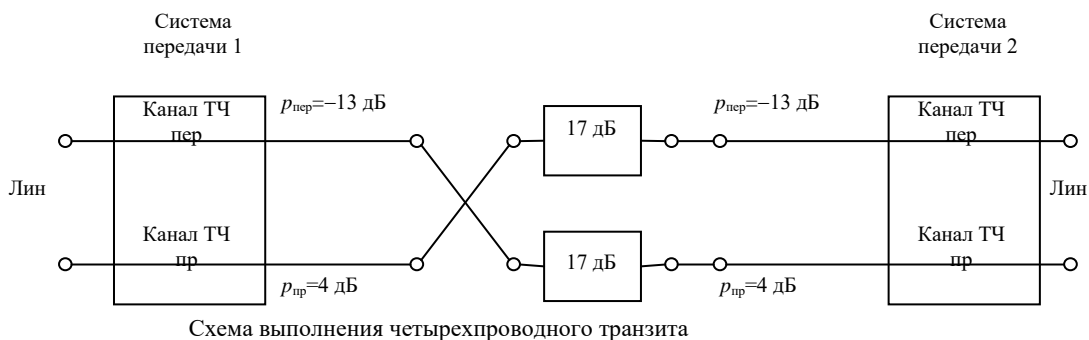 Система
передачи 1
Система
передачи 2
Канал ТЧ
пер
pпер=–13 дБ
17 дБ
pпер=–13 дБ
Канал ТЧ
пер
Лин
Лин
Канал ТЧ
пр
pпр=4 дБ
17 дБ
pпр=4 дБ
Канал ТЧ
пр
Схема выполнения четырехпроводного транзита